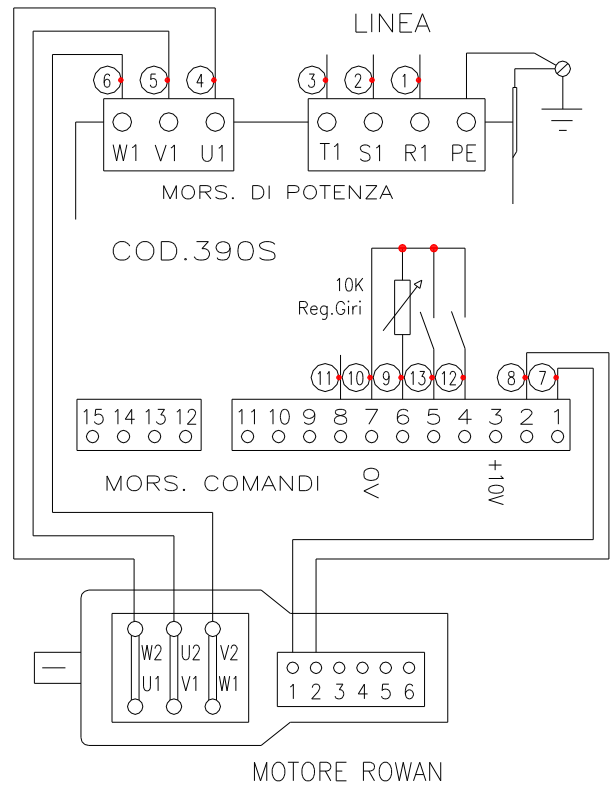 LINEA
6 5 4 3 2 1
W1 V1 U1 T1 S1 R1 PE
MORS. DI POTENZA
COD.390S
10K
Reg.Giri
11 10 9 13 12 8 7
15 14 13 12 11 10 9 8 7 6 5 4 3 2 1
MORS. COMANDI
0V
+10V
W2 U2 V2
U1 V1 W1
1 2 3 4 5 6
MOTORE ROWAN